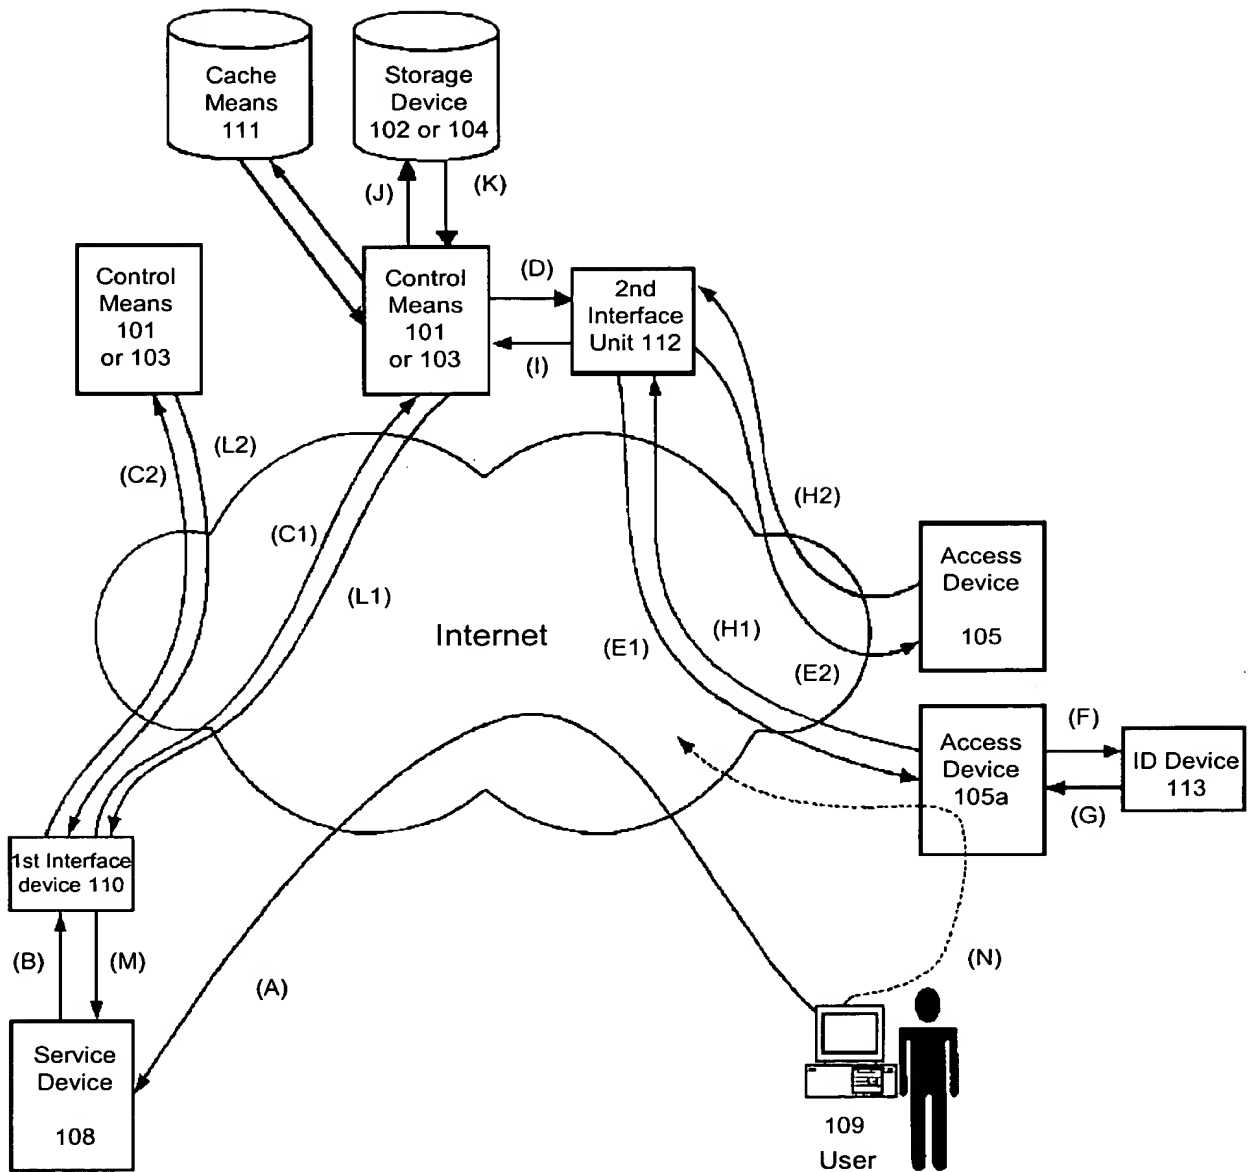 Cache
Means
111
Storage
Device
102 or 104
(J)
(K)
Control
Means
101
or 103
Control
Means
101
or 103
(D)
(I)
2nd
Interface
Unit 112
(L2)
(C2)
(C1)
(L1)
(H2)
Internet
(H1)
(E1)
(E2)
Access
Device
105
Access
Device
105a
(F)
(G)
ID Device
113
1st Interface
device 110
(B)
(M)
(A)
(N)
Service
Device
108
109
User